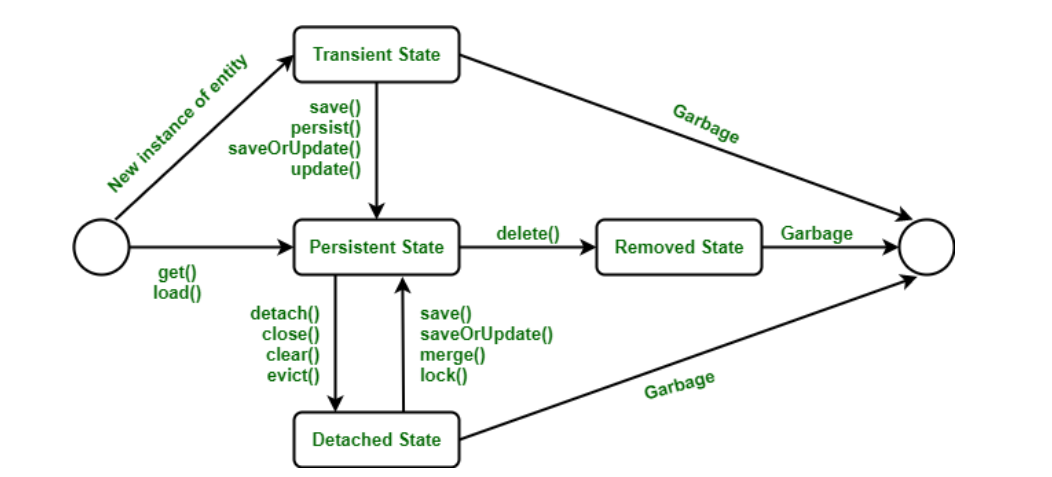 Transient State
New instance of entity
save()
persist()
saveOrUpdate()
update()
Garbage
Persistent State
delete()
Removed State
Garbage
get()
load()
detach()
close()
clear()
evict()
save()
saveOrUpdate()
merge()
lock()
Garbage
Detached State